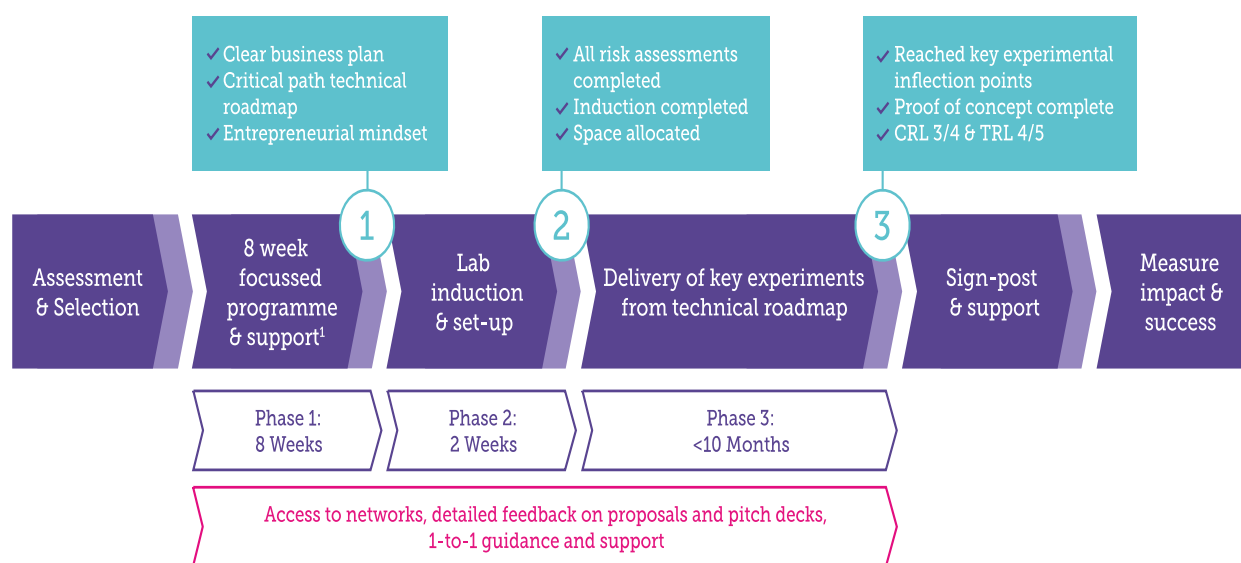 ✓ Clear business plan
✓ Critical path technical
roadmap
✓ Entrepreneurial mindset
✓ All risk assessments
completed
✓ Induction completed
✓ Space allocated
✓ Reached key experimental
inflection points
✓ Proof of concept complete
✓ CRL 3/4 & TRL 4/5
1
2
3
Assessment
& Selection
8 week
focussed
programme
& support¹
Lab
induction
& set-up
Delivery of key experiments
from technical roadmap
Sign-post
& support
Measure
impact &
success
Phase 1:
8 Weeks
Phase 2:
2 Weeks
Phase 3:
<10 Months
Access to networks, detailed feedback on proposals and pitch decks,
1-to-1 guidance and support